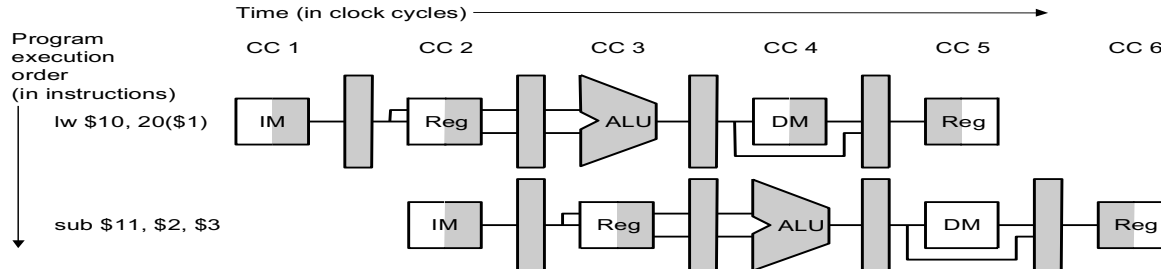 Time (in clock cycles)
Program
execution
order
(in instructions)
CC 1 CC 2 CC 3 CC 4 CC 5 CC 6
lw $10, 20($1) IM Reg ALU DM Reg
sub $11, $2, $3 IM Reg ALU DM Reg